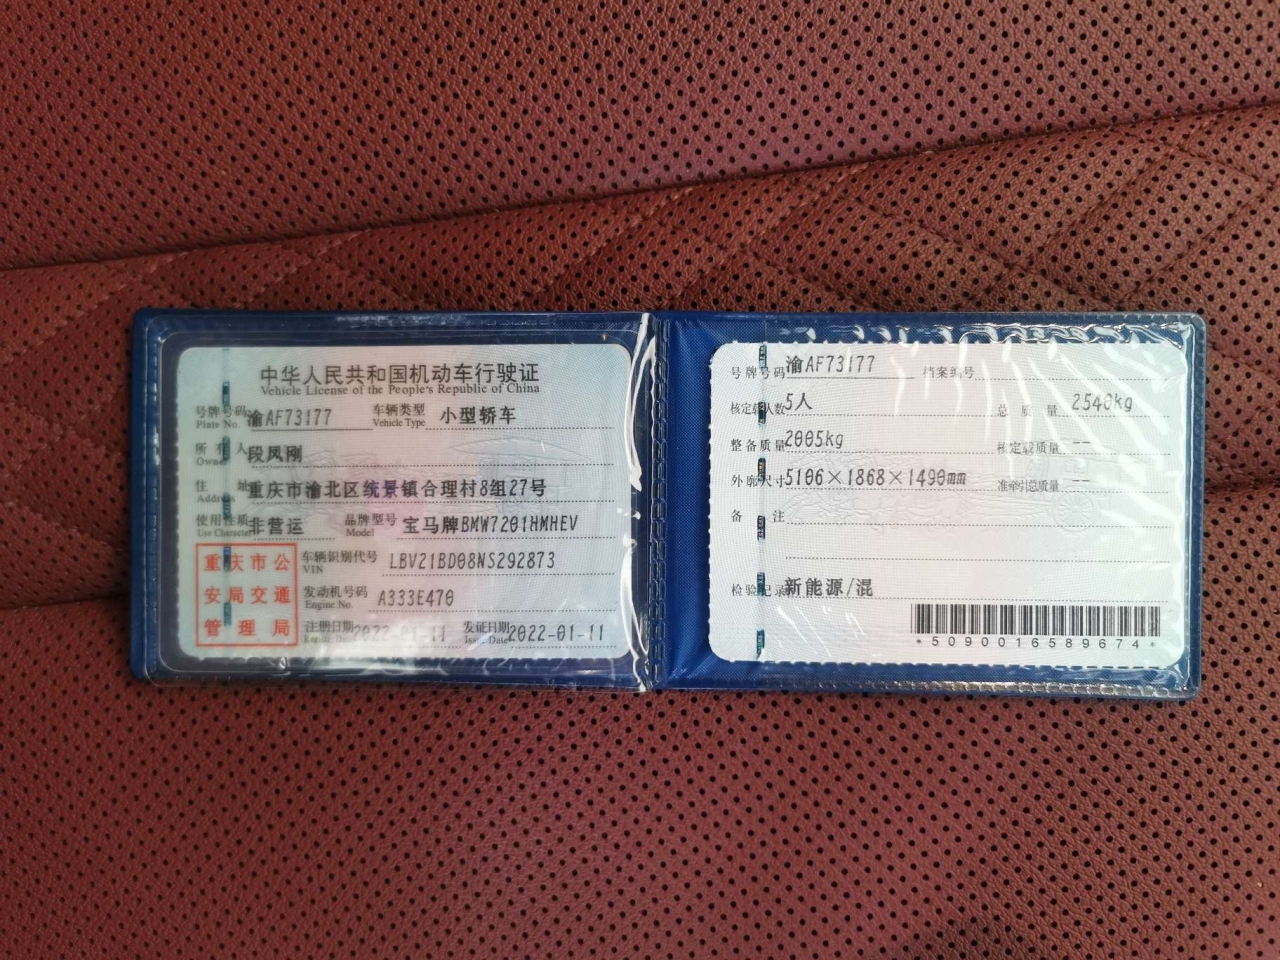 中华人民共和国机动车行驶证
Vehicle License of the People's Republic of China
号牌号码 渝AF73177 车辆类型 小型轿车
Plate No. Vehicle Type
所有人 段凤刚
Owner
住址 重庆市渝北区统景镇合理村8组27号
Address
使用性质 非营运 品牌型号 宝马牌BMW7201HMHEV
Use Character Model
重庆市公
安局交通
管理局
车辆识别代号 LBV21BD08NS292873
VIN
发动机号码 A333E470
Engine No.
注册日期 2022-01-11 发证日期 2022-01-11
Register Date Issue Date
号牌号码 渝AF73177 档案编号
核定载人数 5人 总质量 2540kg
整备质量 2005kg 核定载质量 --
外廓尺寸 5106×1868×1490mm 准牵引总质量 --
备注
检验记录 新能源/混
*5090016589674*